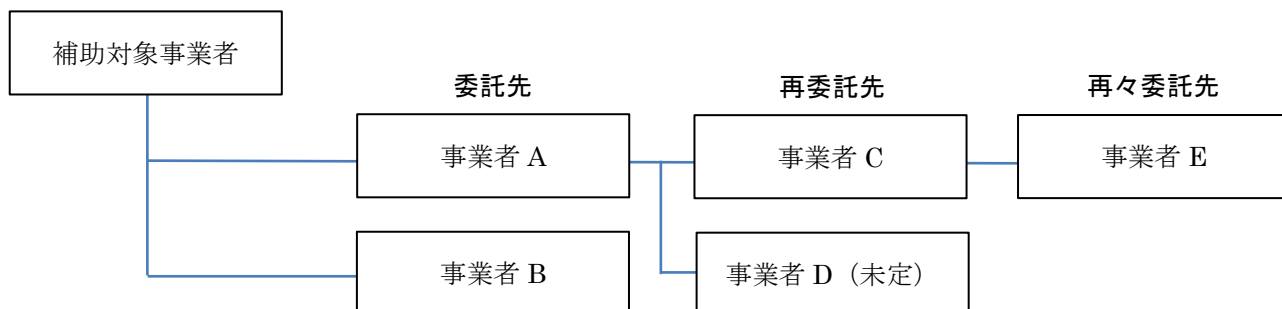 補助対象事業者
委託先
再委託先
再々委託先
事業者 A
事業者 C
事業者 E
事業者 B
事業者 D（未定）